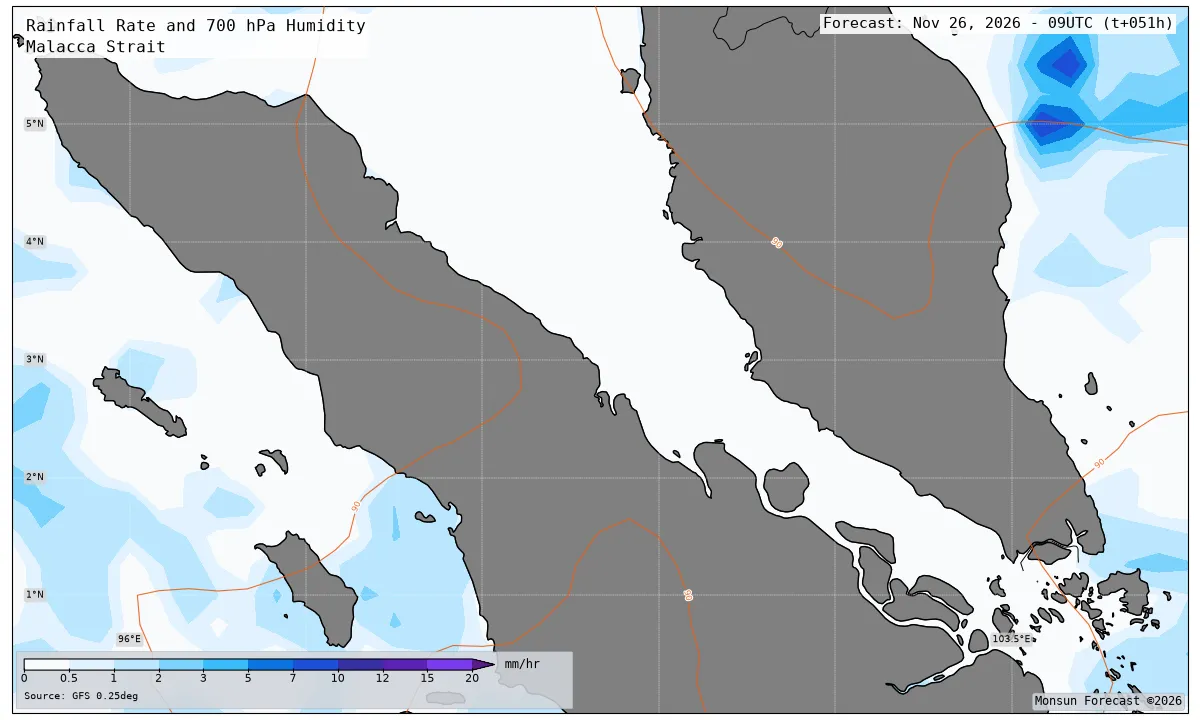 Rainfall Rate and 700 hPa Humidity
Malacca Strait
Forecast: Nov 26, 2026 - 09UTC (t+051h)
5°N
4°N
90
3°N
90
2°N
90
1°N
90
96°E
103.5°E
0 0.5 1 2 3 5 7 10 12 15 20 mm/hr
Source: GFS 0.25deg
Monsun Forecast ©2026